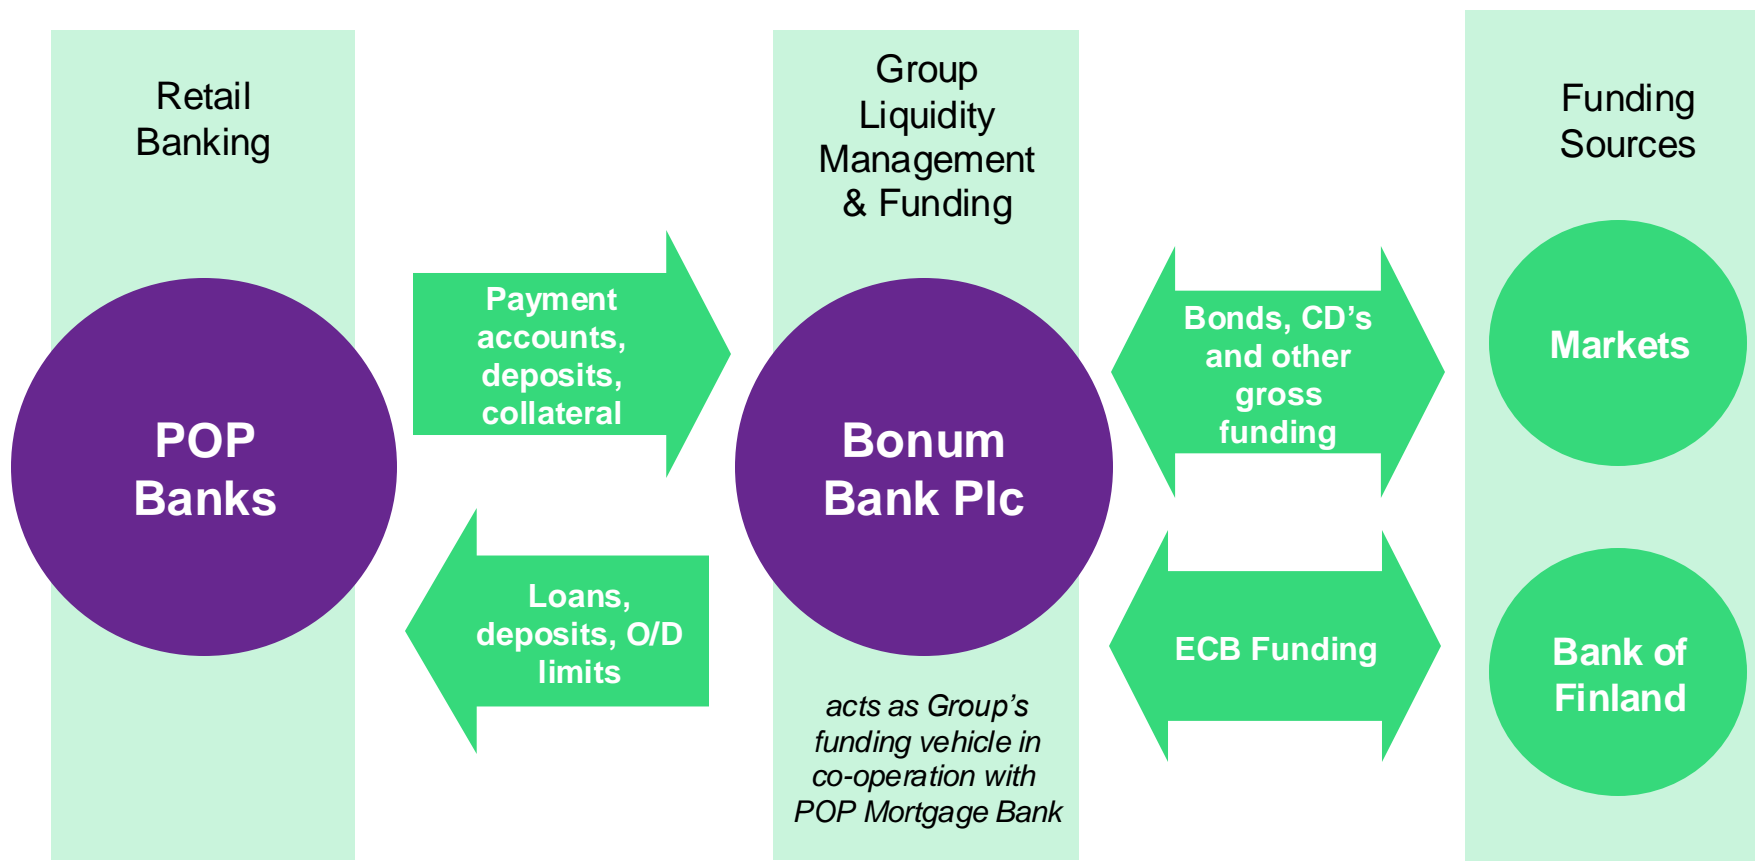 Retail
Banking
POP
Banks
Payment
accounts,
deposits,
collateral
Loans,
deposits, O/D
limits
Group
Liquidity
Management
& Funding
Bonum
Bank Plc
acts as Group’s
funding vehicle in
co-operation with
POP Mortgage Bank
Bonds, CD’s
and other
gross
funding
ECB Funding
Funding
Sources
Markets
Bank of
Finland